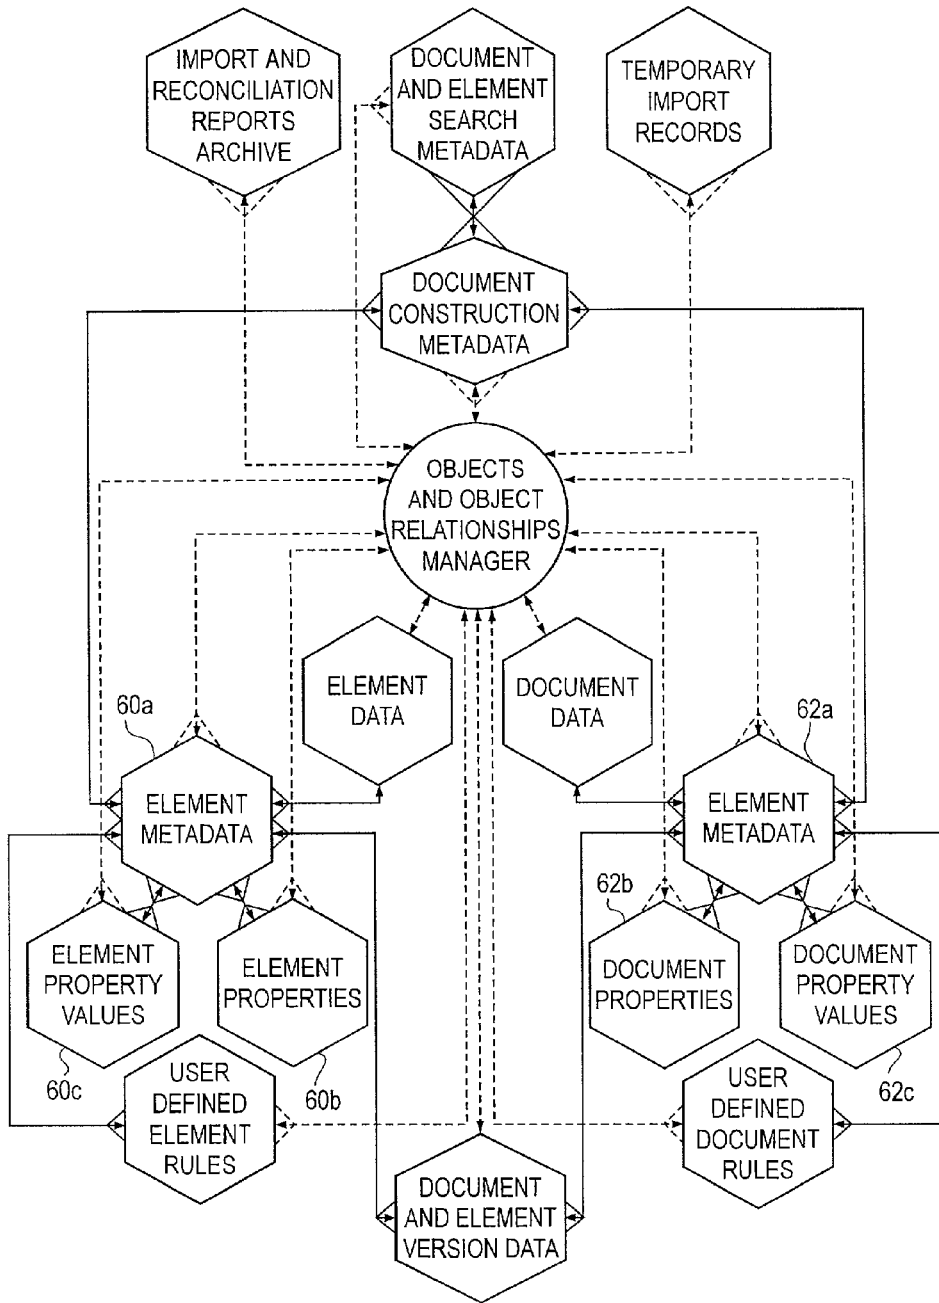 IMPORT AND
RECONCILIATION
REPORTS
ARCHIVE
DOCUMENT
AND ELEMENT
SEARCH
METADATA
TEMPORARY
IMPORT
RECORDS
DOCUMENT
CONSTRUCTION
METADATA
OBJECTS
AND OBJECT
RELATIONSHIPS
MANAGER
ELEMENT
DATA
DOCUMENT
DATA
60a
ELEMENT
METADATA
62a
ELEMENT
METADATA
ELEMENT
PROPERTY
VALUES
60c
ELEMENT
PROPERTIES
60b
62b
DOCUMENT
PROPERTIES
DOCUMENT
PROPERTY
VALUES
62c
USER
DEFINED
ELEMENT
RULES
USER
DEFINED
DOCUMENT
RULES
DOCUMENT
AND ELEMENT
VERSION DATA